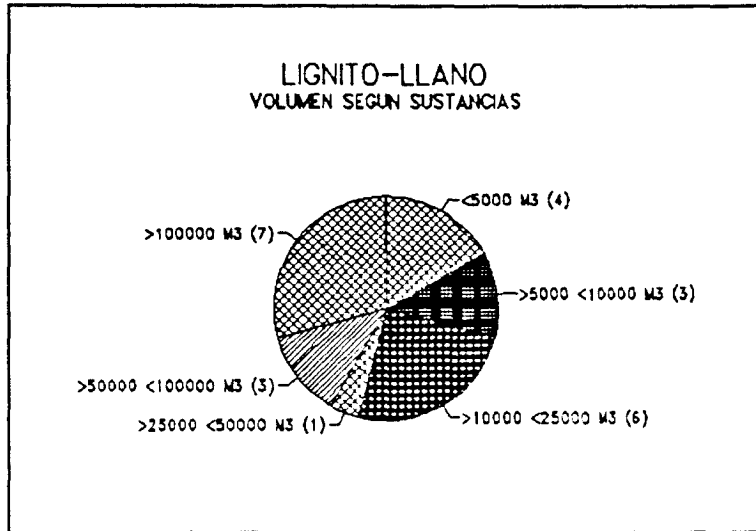 LIGNITO-LLANO
VOLUMEN SEGUN SUSTANCIAS
<5000 M3 (4)
>100000 M3 (7)
>5000 <10000 M3 (3)
>50000 <100000 M3 (3)
>10000 <25000 M3 (6)
>25000 <50000 M3 (1)